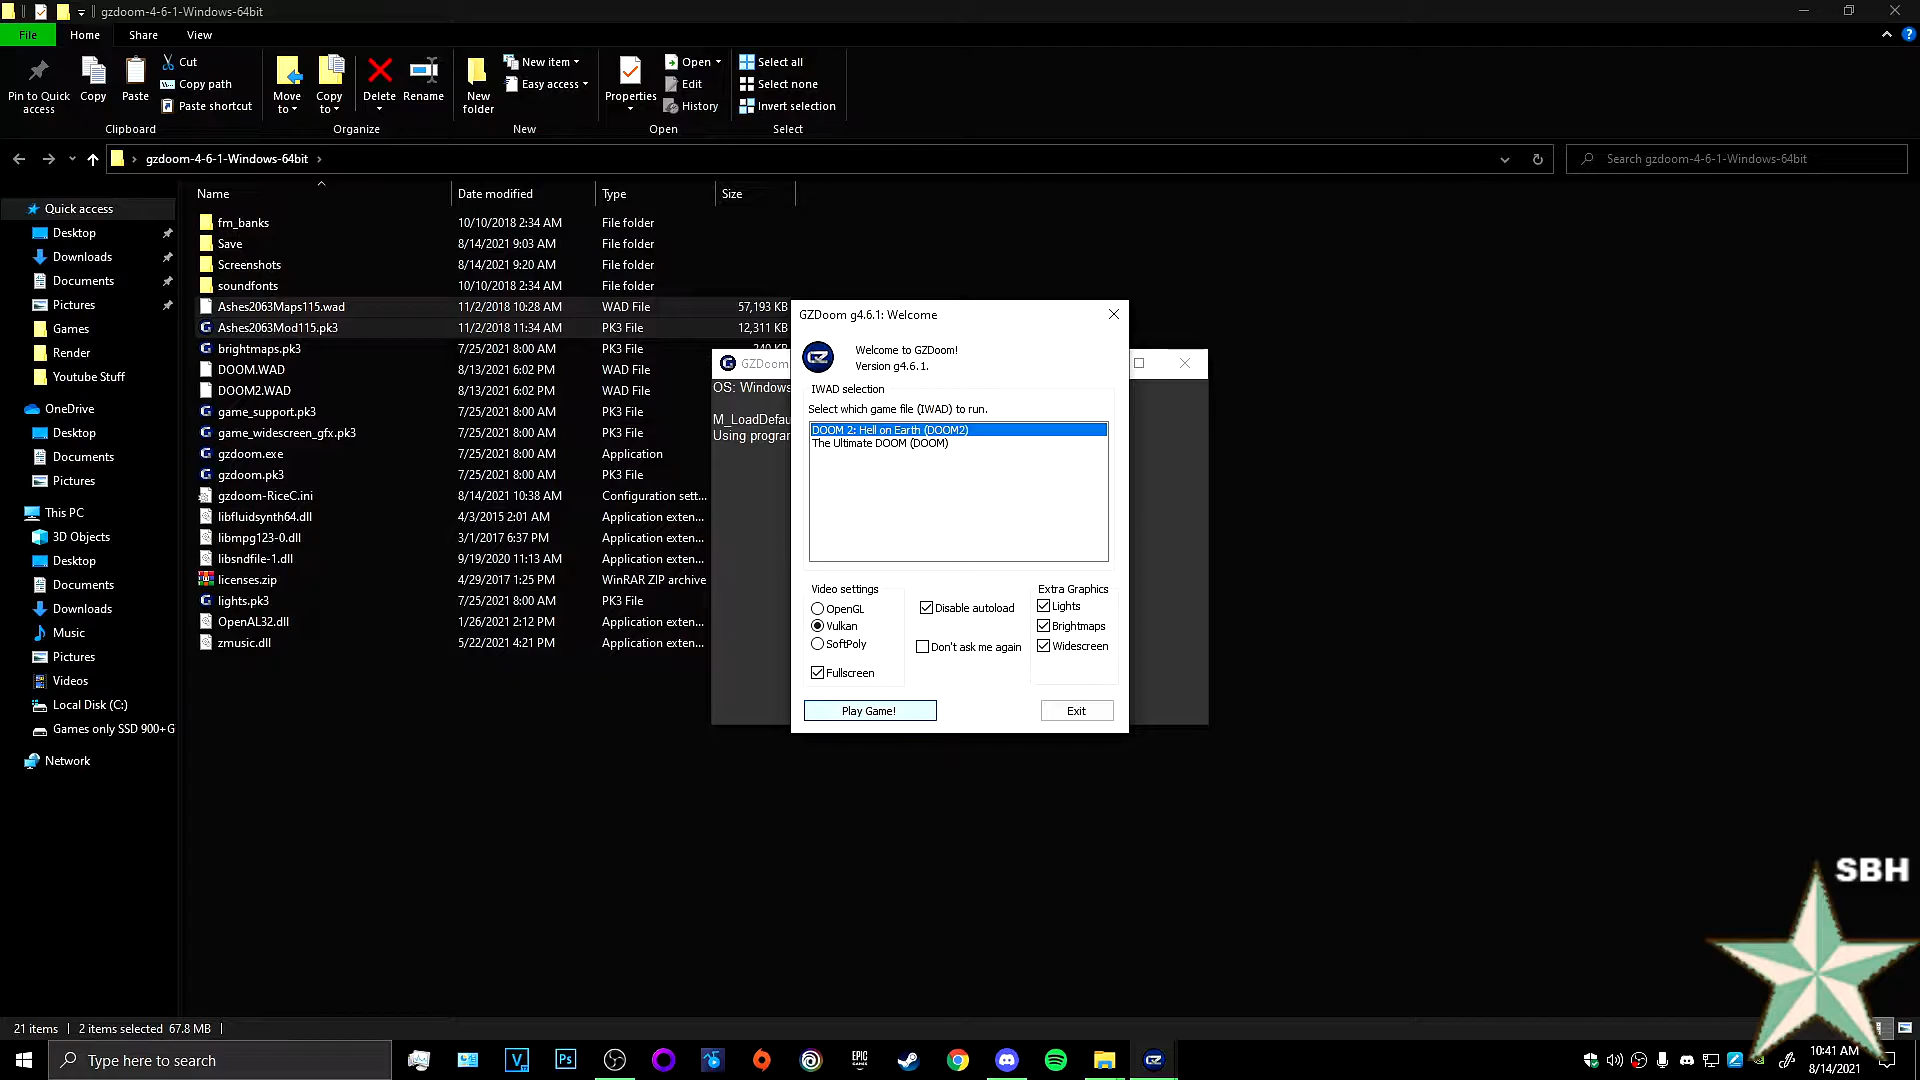 gzdoom-4-6-1-Windows-64bit
File Home Share View
Pin to Quick access
Copy
Paste
Cut
Copy path
Paste shortcut
Clipboard
Move to
Copy to
Delete
Rename
Organize
New folder
New item
Easy access
New
Properties
Open
Edit
History
Open
Select all
Select none
Invert selection
Select
gzdoom-4-6-1-Windows-64bit
Search gzdoom-4-6-1-Windows-64bit
Quick access
Desktop
Downloads
Documents
Pictures
Games
Render
Youtube Stuff
OneDrive
Desktop
Documents
Pictures
This PC
3D Objects
Desktop
Documents
Downloads
Music
Pictures
Videos
Local Disk (C:)
Games only SSD 900+G
Network
Name Date modified Type Size
fm_banks 10/10/2018 2:34 AM File folder
Save 8/14/2021 9:03 AM File folder
Screenshots 8/14/2021 9:20 AM File folder
soundfonts 10/10/2018 2:34 AM File folder
Ashes2063Maps115.wad 11/2/2018 10:28 AM WAD File 57,193 KB
Ashes2063Mod115.pk3 11/2/2018 11:34 AM PK3 File 12,311 KB
brightmaps.pk3 7/25/2021 8:00 AM PK3 File
DOOM.WAD 8/13/2021 6:02 PM WAD File
DOOM2.WAD 8/13/2021 6:02 PM WAD File
game_support.pk3 7/25/2021 8:00 AM PK3 File
game_widescreen_gfx.pk3 7/25/2021 8:00 AM PK3 File
gzdoom.exe 7/25/2021 8:00 AM Application
gzdoom.pk3 7/25/2021 8:00 AM PK3 File
gzdoom-RiceC.ini 8/14/2021 10:38 AM Configuration sett...
libfluidsynth64.dll 4/3/2015 2:01 AM Application exten...
libmpg123-0.dll 3/1/2017 6:37 PM Application exten...
libsndfile-1.dll 9/19/2020 11:13 AM Application exten...
licenses.zip 4/29/2017 1:25 PM WinRAR ZIP archive
lights.pk3 7/25/2021 8:00 AM PK3 File
OpenAL32.dll 1/26/2021 2:12 PM Application exten...
zmusic.dll 5/22/2021 4:21 PM Application exten...
GZDoom
OS: Windows
M_LoadDefau
Using progra
GZDoom g4.6.1: Welcome
Welcome to GZDoom!
Version g4.6.1.
IWAD selection
Select which game file (IWAD) to run.
DOOM 2: Hell on Earth (DOOM2)
The Ultimate DOOM (DOOM)
Video settings
OpenGL
Vulkan
SoftPoly
Fullscreen
Disable autoload
Don't ask me again
Extra Graphics
Lights
Brightmaps
Widescreen
Play Game!
Exit
SBH
21 items 2 items selected 67.8 MB
Type here to search
V
Ps
EPIC GAMES
10:41 AM
8/14/2021